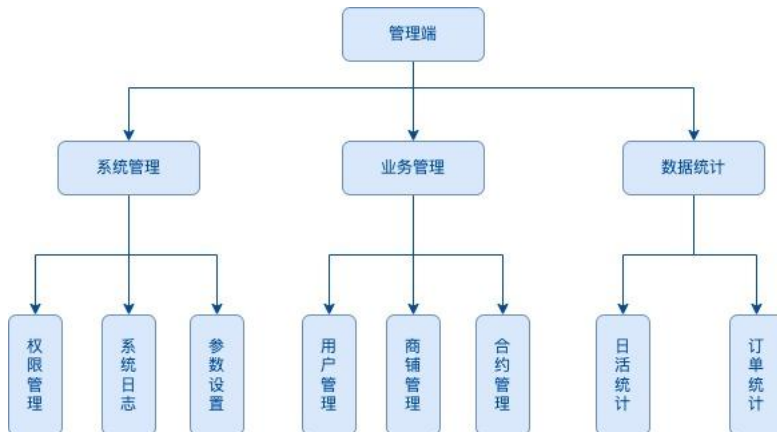 管理端
系统管理
业务管理
数据统计
权限管理
系统日志
参数设置
用户管理
商铺管理
合约管理
日活统计
订单统计